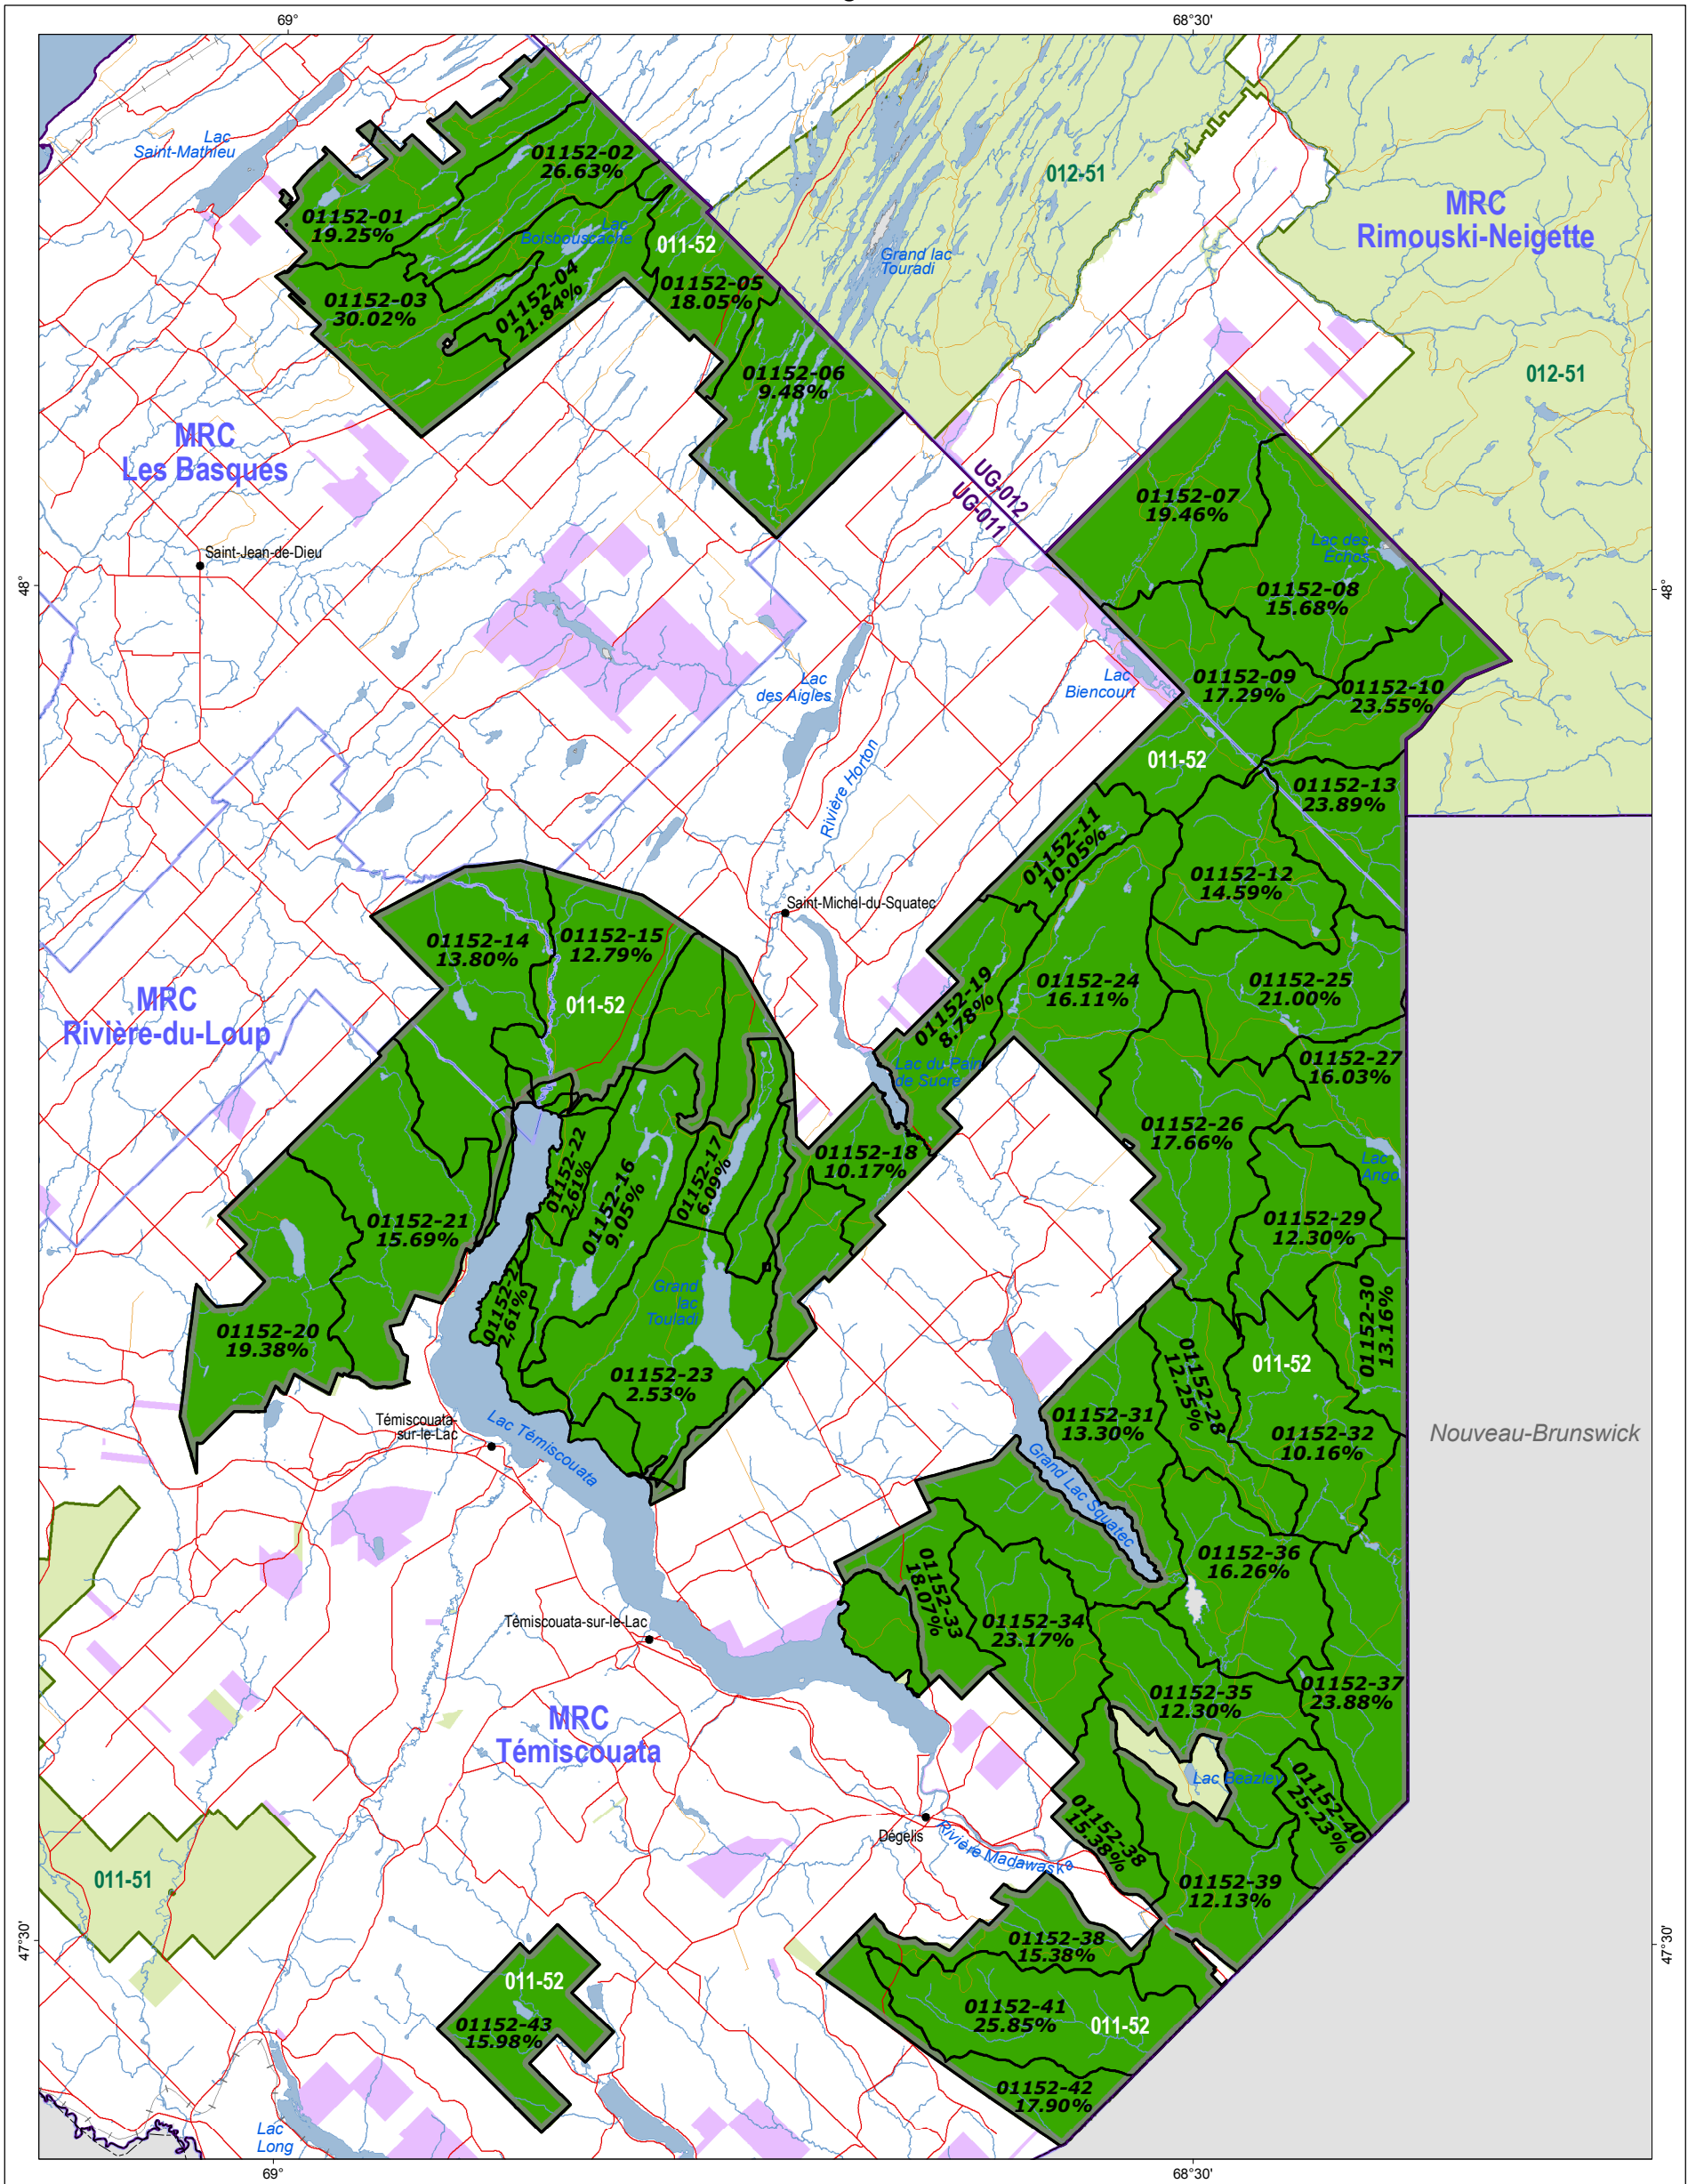 69°
68°30'
Lac
Saint-Mathieu
01152-02
26.63%
012-51
MRC
Rimouski-Neigette
01152-01
19.25%
Lac
Boisbouscache
011-52
Grand lac
Touradi
01152-03
30.02%
01152-04
21.84%
01152-05
18.05%
01152-06
9.48%
012-51
MRC
Les Basques
UG-012
UG-011
01152-07
19.46%
Saint-Jean-de-Dieu
Lac des
Échos
48°
48°
01152-08
15.68%
Lac
des Aigles
Lac
Biencourt
01152-09
17.29%
01152-10
23.55%
Rivière Horton
011-52
01152-13
23.89%
01152-11
10.05%
01152-12
14.59%
Saint-Michel-du-Squatec
01152-14
13.80%
01152-15
12.79%
01152-19
8.78%
01152-24
16.11%
01152-25
21.00%
011-52
MRC
Rivière-du-Loup
Lac du Pain
de Sucre
01152-27
16.03%
01152-26
17.66%
01152-22
2,61%
01152-16
9.05%
01152-17
6.09%
01152-18
10.17%
Lac
Ango
01152-21
15.69%
01152-29
12.30%
01152-22
2,61%
Grand
lac
Touladi
01152-30
13.16%
01152-20
19.38%
01152-23
2.53%
01152-28
12.25%
011-52
Témiscouata-
sur-le-Lac
Lac Témiscouata
01152-31
13.30%
01152-32
10.16%
Nouveau-Brunswick
Grand Lac Squatec
01152-36
16.26%
01152-33
18.07%
01152-34
23.17%
Témiscouata-sur-le-Lac
01152-35
12.30%
01152-37
23.88%
MRC
Témiscouata
Lac Beazley
01152-40
25.23%
01152-38
15.38%
Dégelis
Rivière Madawaska
011-51
01152-39
12.13%
47°30'
47°30'
01152-38
15.38%
011-52
01152-43
15.98%
01152-41
25.85%
011-52
01152-42
17.90%
Lac
Long
69°
68°30'